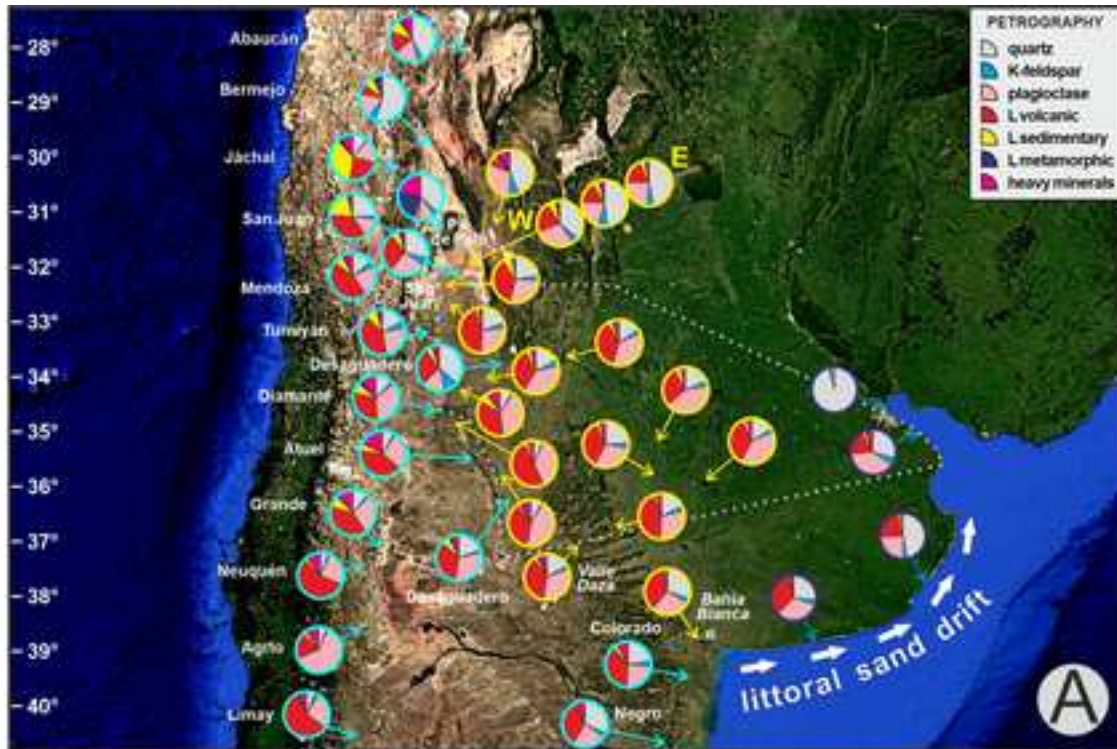 PETROGRAPHY
quartz
K-feldspar
plagioclase
L volcanic
L sedimentary
L metamorphic
heavy minerals
28°
29°
30°
31°
32°
33°
34°
35°
36°
37°
38°
39°
40°
Abaucán
Bermejo
Jáchal
San Juan
Mendoza
Tunuyán
Desaguadero
Diamante
Atuel
Grande
Neuquén
Agrio
Limay
E
W
San
Juan
Desaguadero
Valle
Daza
Bahía
Blanca
Colorado
Negro
littoral sand drift
A